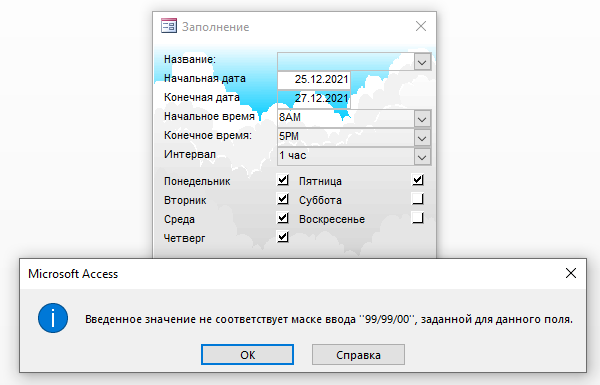 Заполнение
Название:
Начальная дата 25.12.2021
Конечная дата 27.12.2021
Начальное время 8AM
Конечное время: 5PM
Интервал 1 час
Понедельник Пятница
Вторник Суббота
Среда Воскресенье
Четверг
Microsoft Access
Введенное значение не соответствует маске ввода ''99/99/00'', заданной для данного поля.
ОК Справка